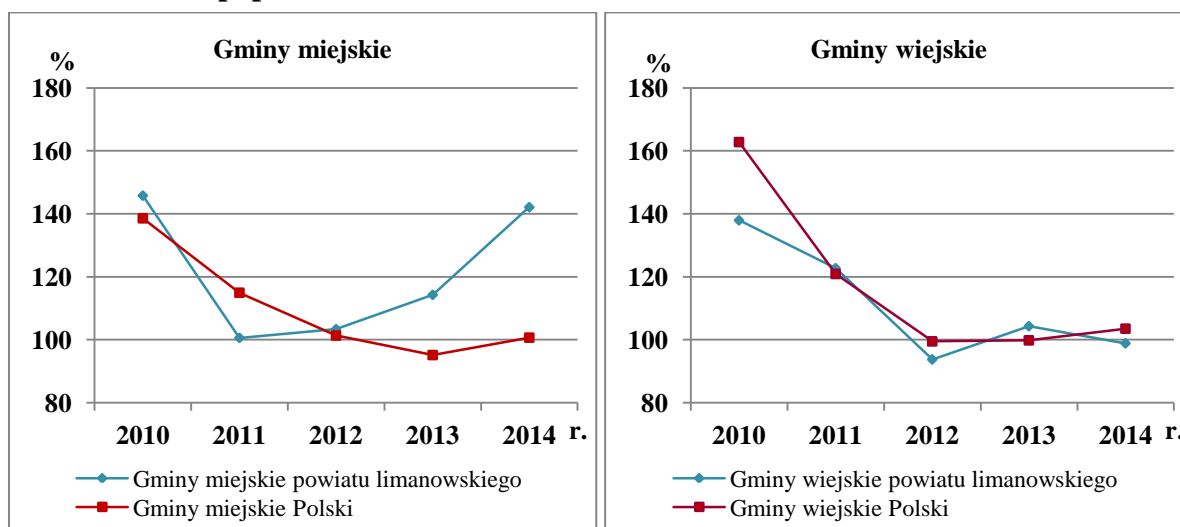 Gminy miejskie
%
180
160
140
120
100
80
2010 2011 2012 2013 2014 r.
Gminy miejskie powiatu limanowskiego
Gminy miejskie Polski
Gminy wiejskie
%
180
160
140
120
100
80
2010 2011 2012 2013 2014 r.
Gminy wiejskie powiatu limanowskiego
Gminy wiejskie Polski